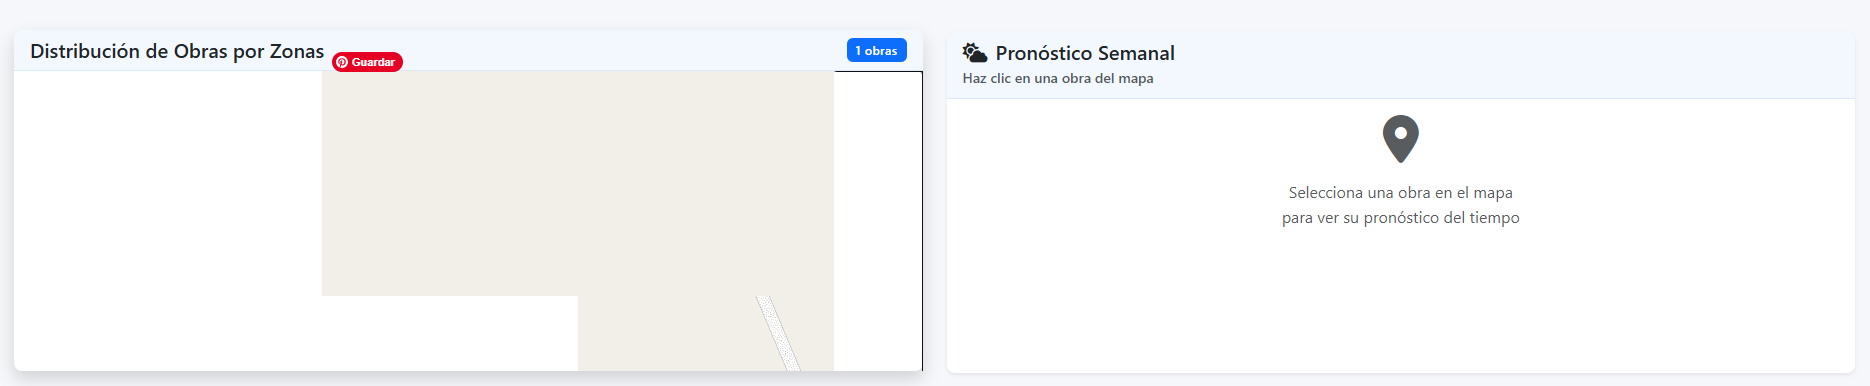 Distribución de Obras por Zonas
Guardar
1 obras
Pronóstico Semanal
Haz clic en una obra del mapa
Selecciona una obra en el mapa
para ver su pronóstico del tiempo